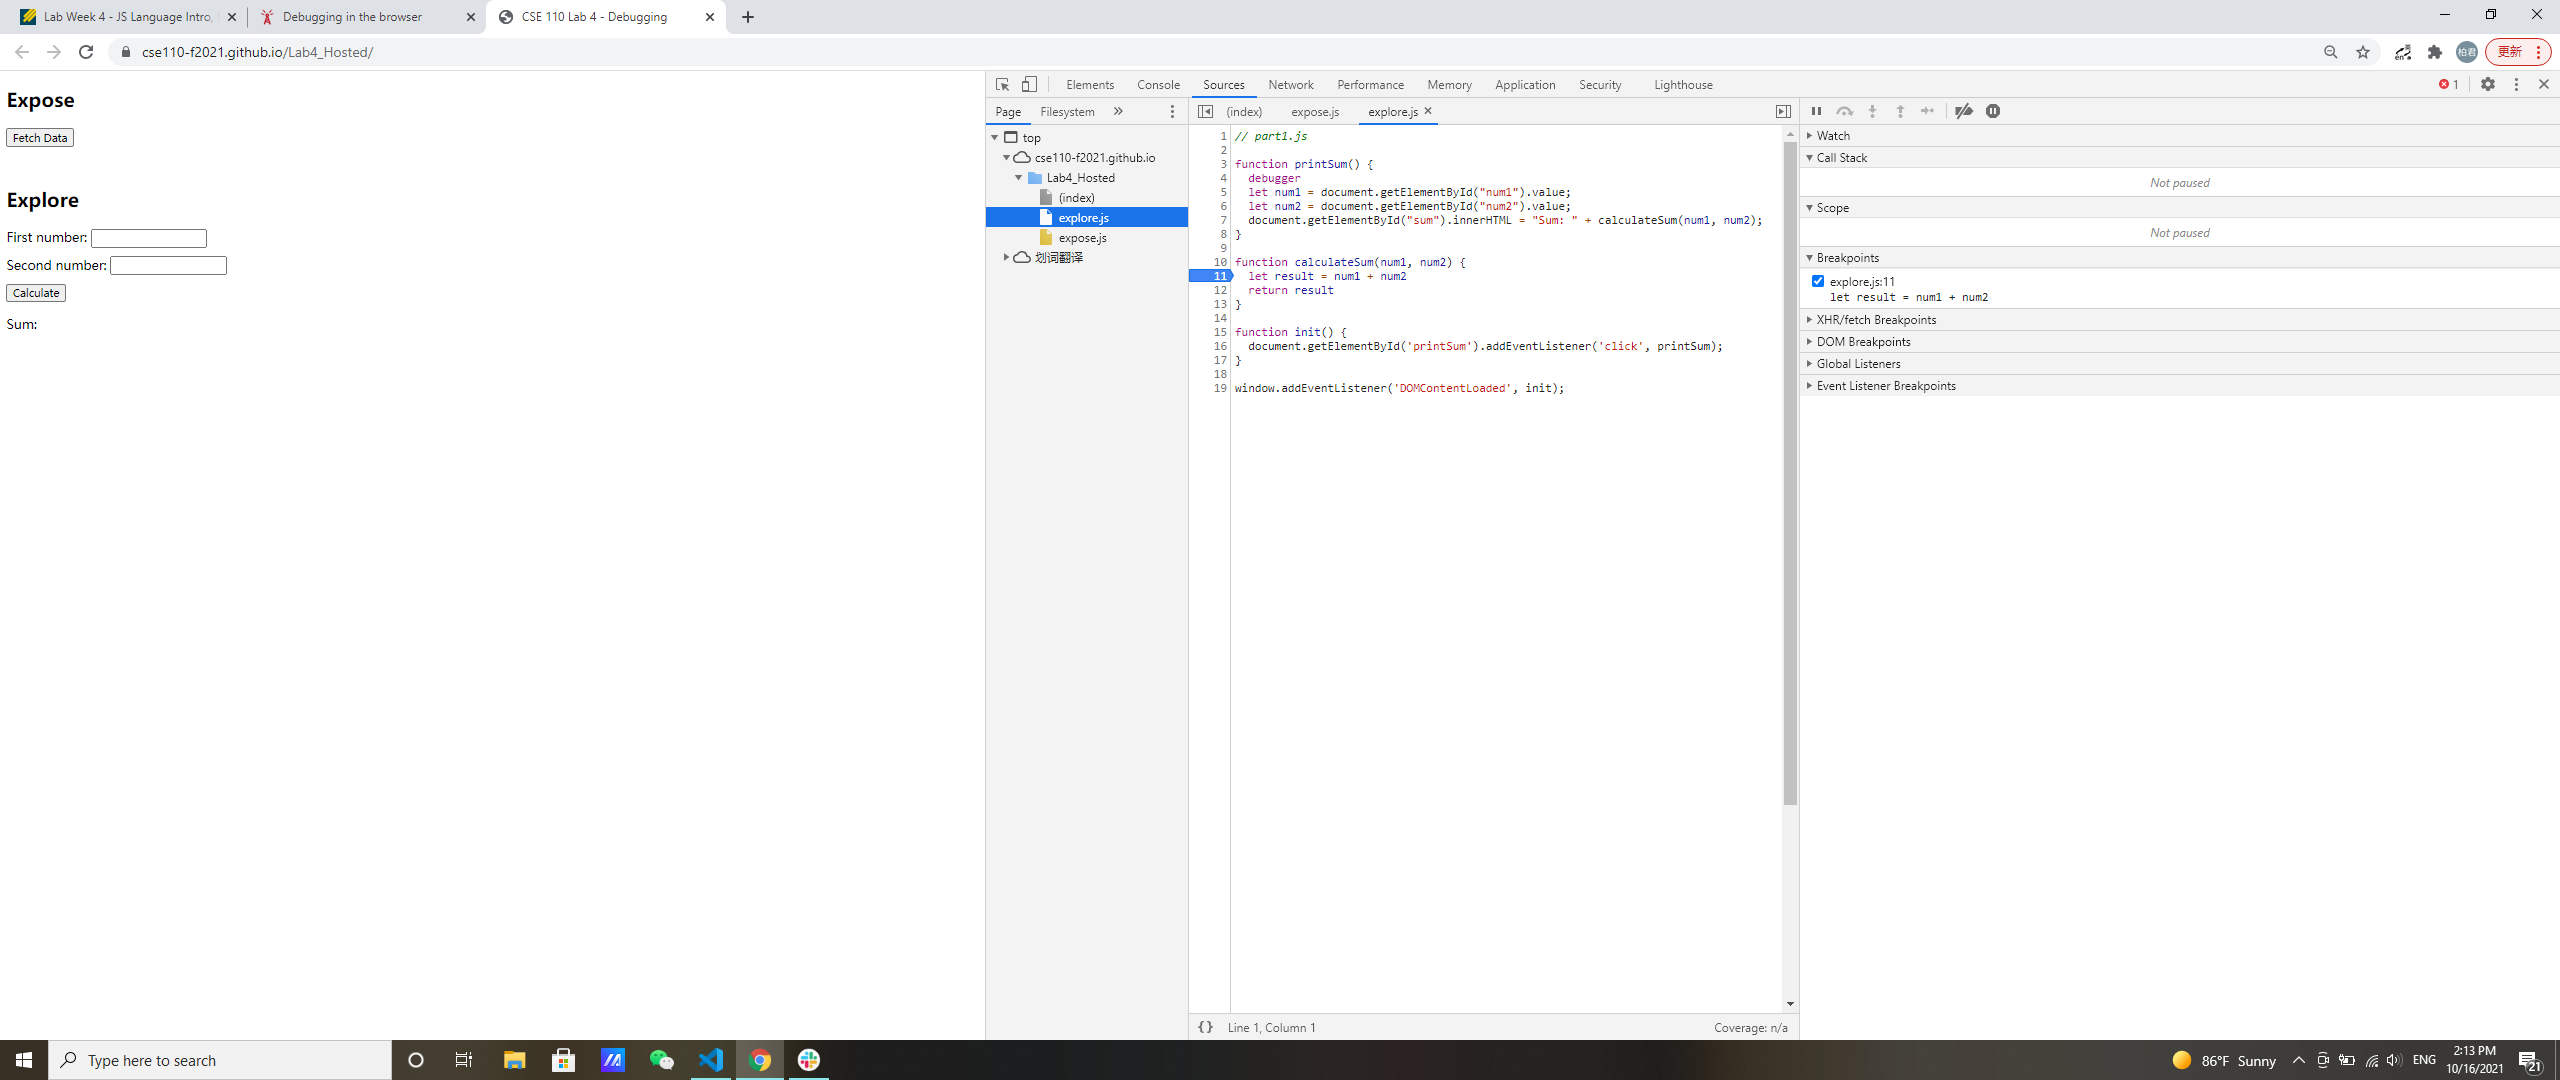 Lab Week 4 - JS Language Intro,
Debugging in the browser
CSE 110 Lab 4 - Debugging
cse110-f2021.github.io/Lab4_Hosted/
en
柏君
更新
Expose
Fetch Data
Explore
First number:
Second number:
Calculate
Sum:
Elements Console Sources Network Performance Memory Application Security Lighthouse
1
Page Filesystem
top
cse110-f2021.github.io
Lab4_Hosted
(index)
explore.js
expose.js
划词翻译
(index) expose.js explore.js
1 // part1.js
2
3 function printSum() {
4 debugger
5 let num1 = document.getElementById("num1").value;
6 let num2 = document.getElementById("num2").value;
7 document.getElementById("sum").innerHTML = "Sum: " + calculateSum(num1, num2);
8 }
9
10 function calculateSum(num1, num2) {
11 let result = num1 + num2
12 return result
13 }
14
15 function init() {
16 document.getElementById('printSum').addEventListener('click', printSum);
17 }
18
19 window.addEventListener('DOMContentLoaded', init);
{} Line 1, Column 1 Coverage: n/a
Watch
Call Stack
Not paused
Scope
Not paused
Breakpoints
explore.js:11
let result = num1 + num2
XHR/fetch Breakpoints
DOM Breakpoints
Global Listeners
Event Listener Breakpoints
Type here to search
86°F Sunny
ENG
2:13 PM
10/16/2021
21